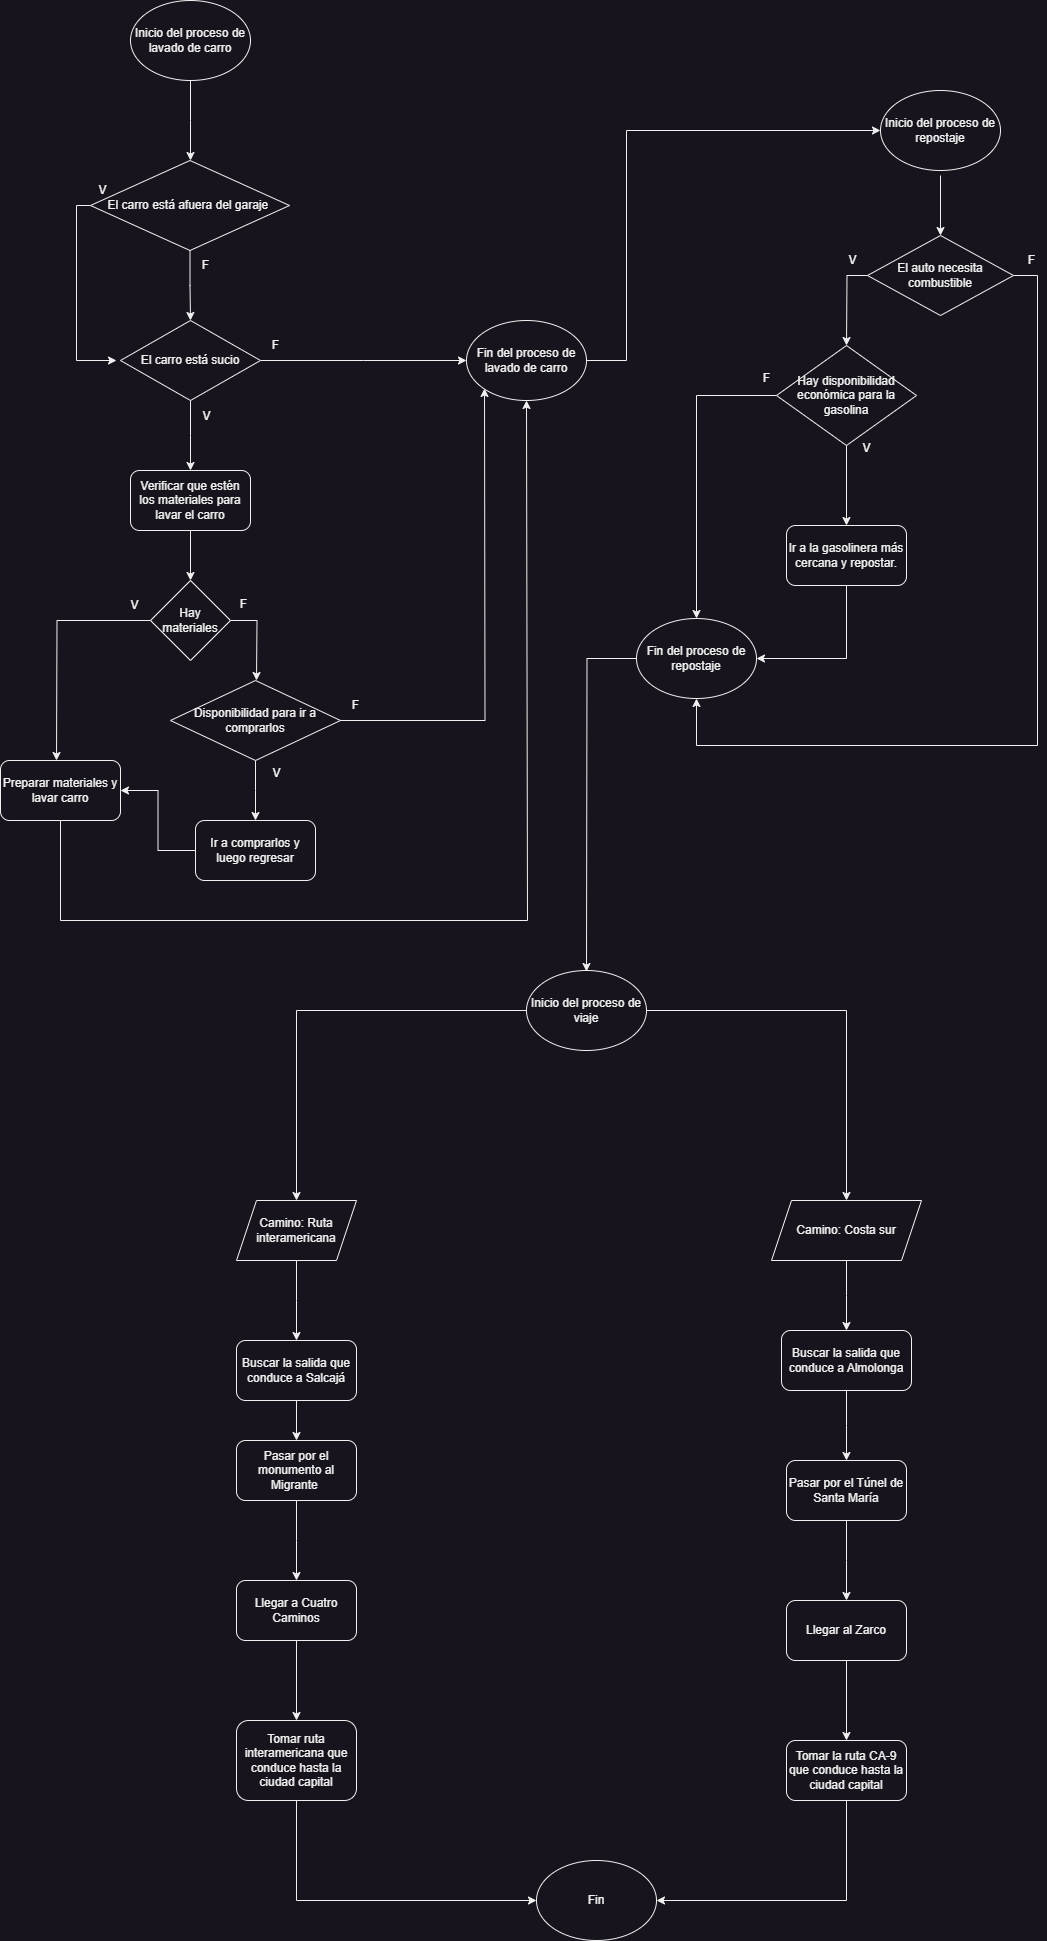 Inicio del proceso de
lavado de carro
V
El carro está afuera del garaje
F
El carro está sucio
F
V
Verificar que estén
los materiales para
lavar el carro
V
F
Hay
materiales
Disponibilidad para ir a
comprarlos
F
V
Preparar materiales y
lavar carro
Ir a comprarlos y
luego regresar
Fin del proceso de
lavado de carro
Inicio del proceso de
repostaje
V
F
El auto necesita
combustible
F
Hay disponibilidad
económica para la
gasolina
V
Ir a la gasolinera más
cercana y repostar.
Fin del proceso de
repostaje
Inicio del proceso de
viaje
Camino: Ruta
interamericana
Buscar la salida que
conduce a Salcajá
Pasar por el
monumento al
Migrante
Llegar a Cuatro
Caminos
Tomar ruta
interamericana que
conduce hasta la
ciudad capital
Camino: Costa sur
Buscar la salida que
conduce a Almolonga
Pasar por el Túnel de
Santa María
Llegar al Zarco
Tomar la ruta CA-9
que conduce hasta la
ciudad capital
Fin